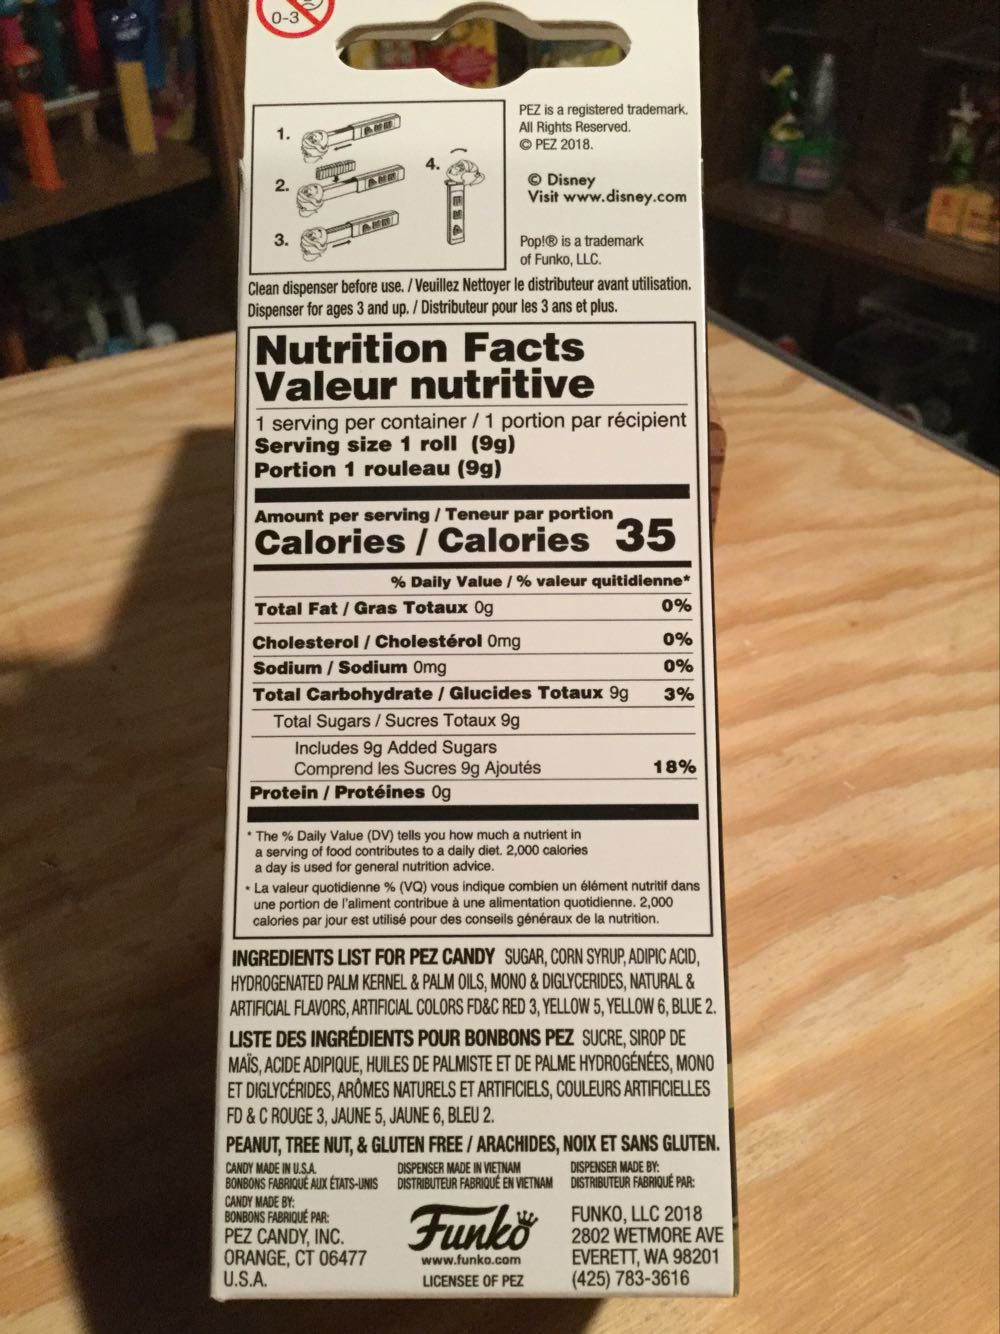 0-3
1.
2.
3.
4.
PEZ is a registered trademark.
All Rights Reserved.
© PEZ 2018.
© Disney
Visit www.disney.com
Pop!® is a trademark
of Funko, LLC.
Clean dispenser before use. / Veuillez Nettoyer le distributeur avant utilisation.
Dispenser for ages 3 and up. / Distributeur pour les 3 ans et plus.
Nutrition Facts
Valeur nutritive
1 serving per container / 1 portion par récipient
Serving size 1 roll (9g)
Portion 1 rouleau (9g)
Amount per serving / Teneur par portion
Calories / Calories 35
% Daily Value / % valeur quitidienne*
Total Fat / Gras Totaux 0g 0%
Cholesterol / Cholestérol 0mg 0%
Sodium / Sodium 0mg 0%
Total Carbohydrate / Glucides Totaux 9g 3%
Total Sugars / Sucres Totaux 9g
Includes 9g Added Sugars
Comprend les Sucres 9g Ajoutés 18%
Protein / Protéines 0g
* The % Daily Value (DV) tells you how much a nutrient in
a serving of food contributes to a daily diet. 2,000 calories
a day is used for general nutrition advice.
* La valeur quotidienne % (VQ) vous indique combien un élément nutritif dans
une portion de l'aliment contribue à une alimentation quotidienne. 2,000
calories par jour est utilisé pour des conseils généraux de la nutrition.
INGREDIENTS LIST FOR PEZ CANDY SUGAR, CORN SYRUP, ADIPIC ACID,
HYDROGENATED PALM KERNEL & PALM OILS, MONO & DIGLYCERIDES, NATURAL &
ARTIFICIAL FLAVORS, ARTIFICIAL COLORS FD&C RED 3, YELLOW 5, YELLOW 6, BLUE 2.
LISTE DES INGRÉDIENTS POUR BONBONS PEZ SUCRE, SIROP DE
MAÏS, ACIDE ADIPIQUE, HUILES DE PALMISTE ET DE PALME HYDROGÉNÉES, MONO
ET DIGLYCÉRIDES, ARÔMES NATURELS ET ARTIFICIELS, COULEURS ARTIFICIELLES
FD & C ROUGE 3, JAUNE 5, JAUNE 6, BLEU 2.
PEANUT, TREE NUT, & GLUTEN FREE / ARACHIDES, NOIX ET SANS GLUTEN.
CANDY MADE IN U.S.A.
BONBONS FABRIQUÉ AUX ÉTATS-UNIS
CANDY MADE BY:
BONBONS FABRIQUÉ PAR:
PEZ CANDY, INC.
ORANGE, CT 06477
U.S.A.
DISPENSER MADE IN VIETNAM
DISTRIBUTEUR FABRIQUÉ EN VIETNAM
Funko
www.funko.com
LICENSEE OF PEZ
DISPENSER MADE BY:
DISTRIBUTEUR FABRIQUÉ PAR:
FUNKO, LLC 2018
2802 WETMORE AVE
EVERETT, WA 98201
(425) 783-3616